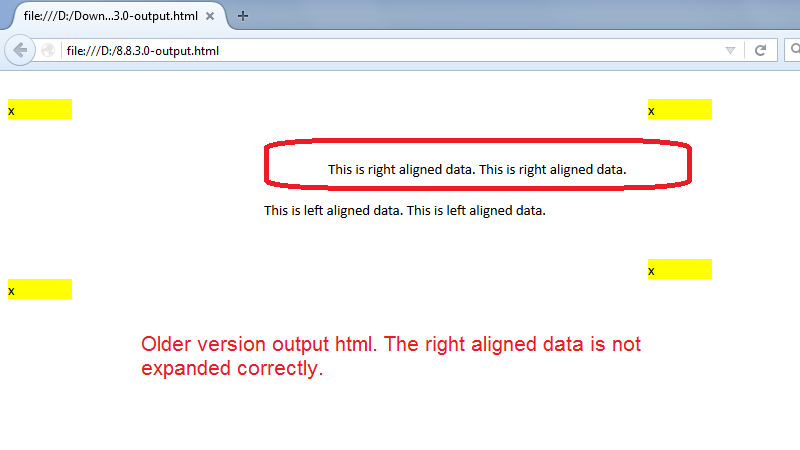 file:///D:/Down...3.0-output.html
file:///D:/8.8.3.0-output.html
x x
This is right aligned data. This is right aligned data.
This is left aligned data. This is left aligned data.
x
x
Older version output html. The right aligned data is not
expanded correctly.